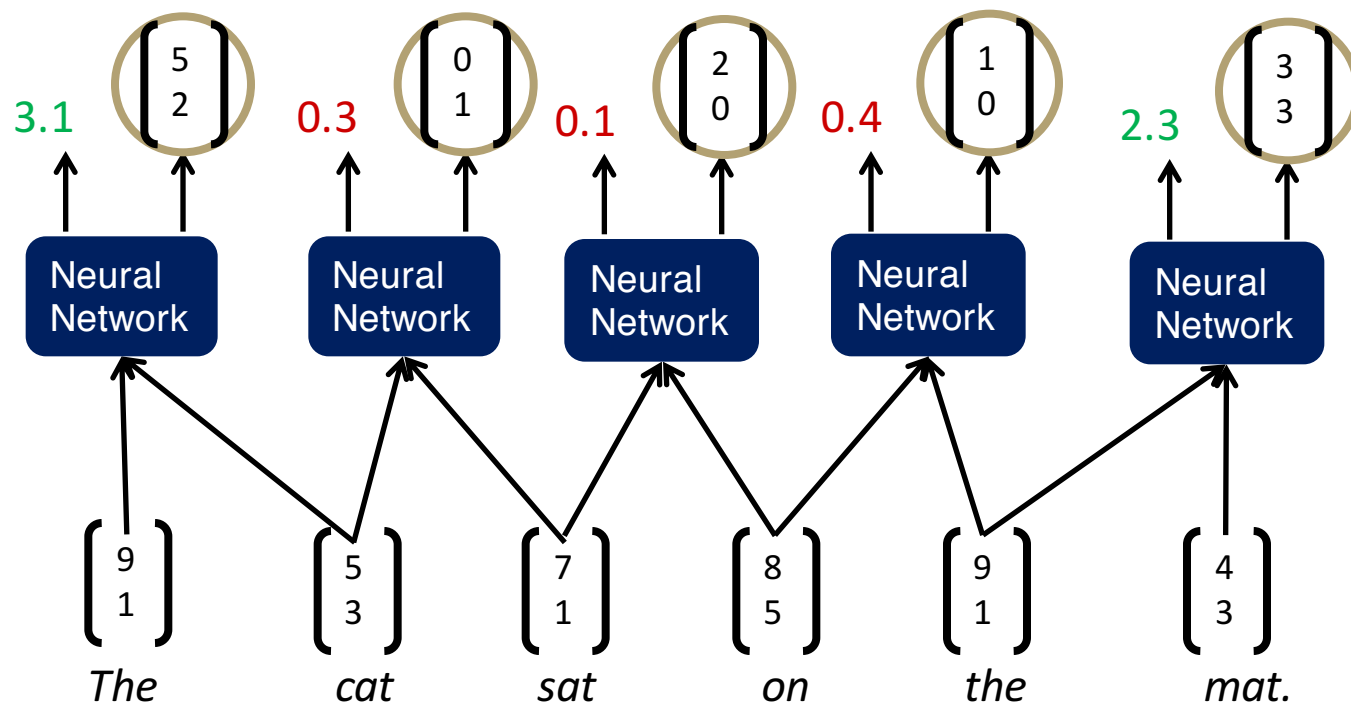 5 0 2 1 3
2 1 0 0 3
3.1 0.3 0.1 0.4 2.3
Neural Neural Neural Neural Neural
Network Network Network Network Network
9 5 7 8 9 4
1 3 1 5 1 3
The cat sat on the mat.